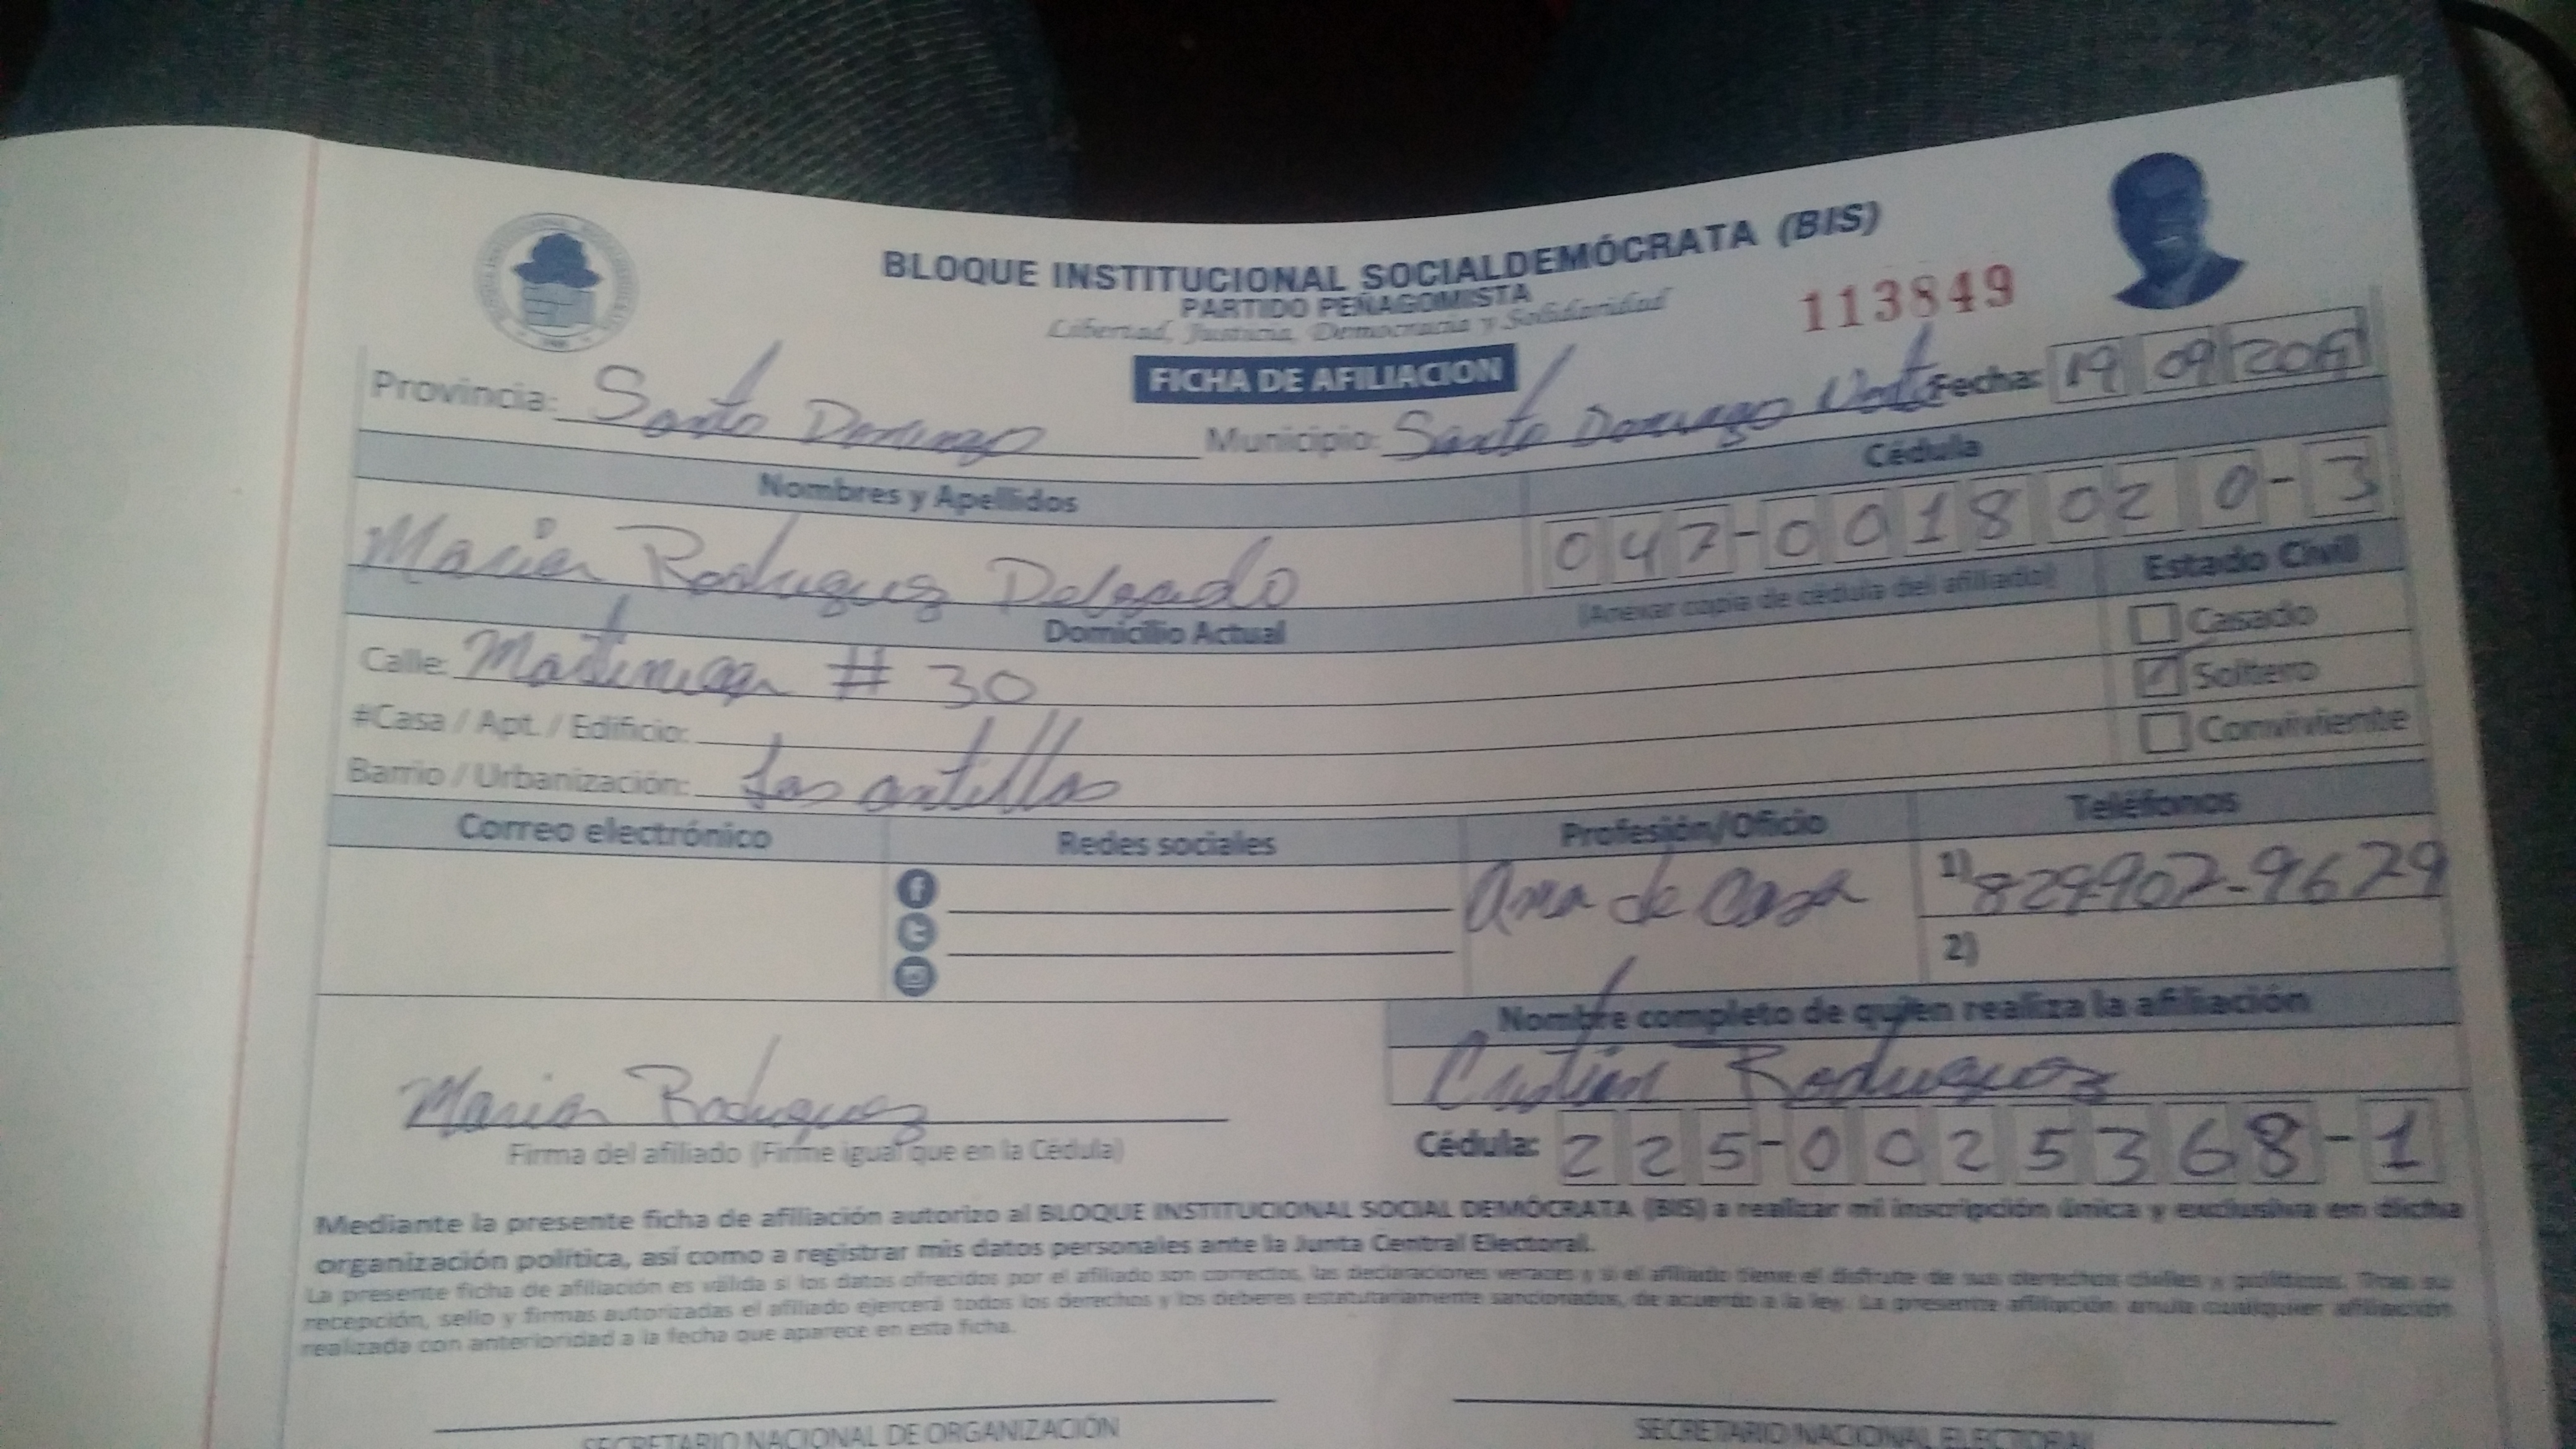 BLOQUE INSTITUCIONAL SOCIALDEMÓCRATA (BIS)
PARTIDO PEÑAGOMISTA
Libertad, Justicia, Democracia y Solidaridad
113849
FICHA DE AFILIACION
Provincia: Santo Domingo Municipio: Santo Domingo Norte Fecha: 19 09
Nombres y Apellidos Cédula
Maria Rodriguez Delgado 047-0018020-3
(Anexar copia de cédula del afiliado) Estado Civil
Domicilio Actual
Casado
Calle: Martinica # 30
Soltero
#Casa / Apt. / Edificio:
Conviviente
Barrio / Urbanización: Las antillas
Correo electrónico Redes sociales Profesión/Oficio Teléfonos
Ama de Casa 1) 829907-9679
2)
Nombre completo de quien realiza la afiliación
Maria Rodriguez Cristian Rodriguez
Firma del afiliado (Firme igual que en la Cédula) Cédula: 225-0025368-1
Mediante la presente ficha de afiliación autorizo al BLOQUE INSTITUCIONAL SOCIAL DEMÓCRATA (BIS) a realizar mi inscripción única y exclusiva en dicha
organización política, así como a registrar mis datos personales ante la Junta Central Electoral.
La presente ficha de afiliación es válida si los datos ofrecidos por el afiliado son correctos, las declaraciones veraces y si el afiliado tiene el disfrute de sus derechos civiles y políticos. Tras su
recepción, sello y firmas autorizadas el afiliado ejercerá todos los derechos y los deberes estatutariamente sancionados, de acuerdo a la ley. La presente afiliación anula cualquier afiliación
realizada con anterioridad a la fecha que aparece en esta ficha.
SECRETARIO NACIONAL DE ORGANIZACIÓN SECRETARIO NACIONAL ELECTORAL